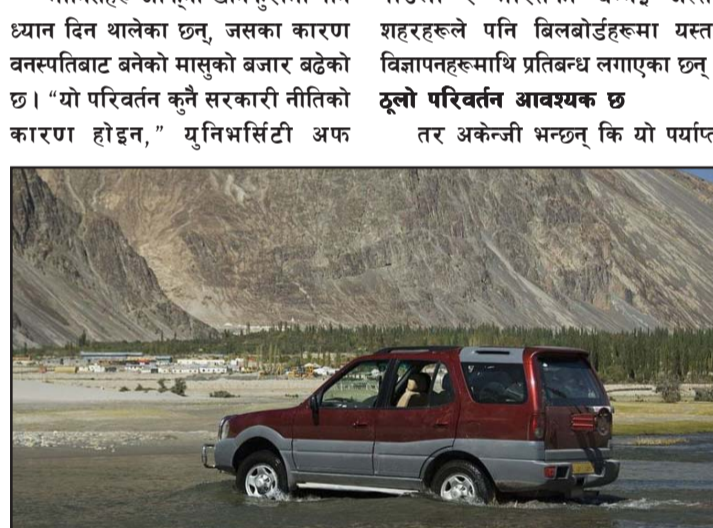 ध्यान दिन थालेका छन्, जसका कारण
वनस्पतिबाट बनेको मासुको बजार बढेको
छ। “यो परिवर्तन कुनै सरकारी नीतिको
कारण होइन,” युनिभर्सिटी अफ
शहरहरूले पनि बिलबोर्डहरूमा यस्ता
विज्ञापनहरूमाथि प्रतिबन्ध लगाएका छन्
ठूलो परिवर्तन आवश्यक छ
तर अकेन्जी भन्छन् कि यो पर्याप्त